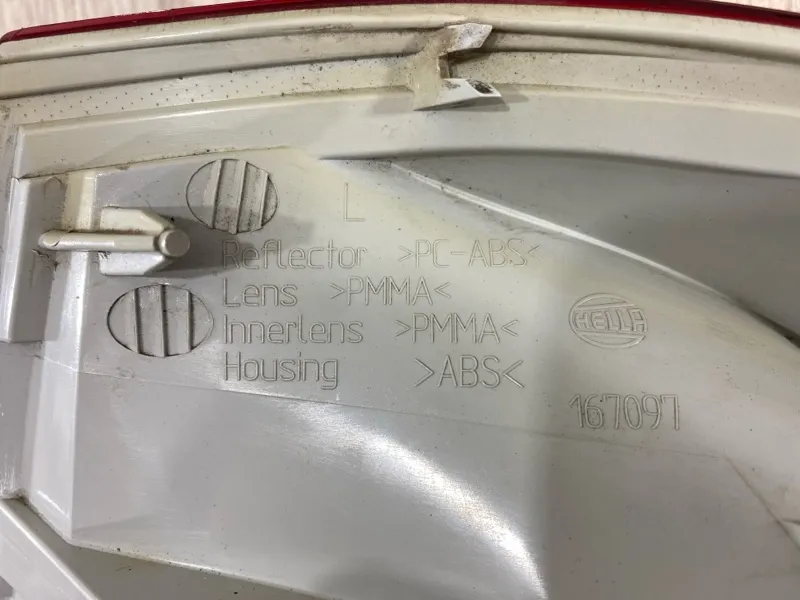 L
Reflector >PC-ABS<
Lens >PMMA<
Innerlens >PMMA<
Housing >ABS<
HELLA
167097